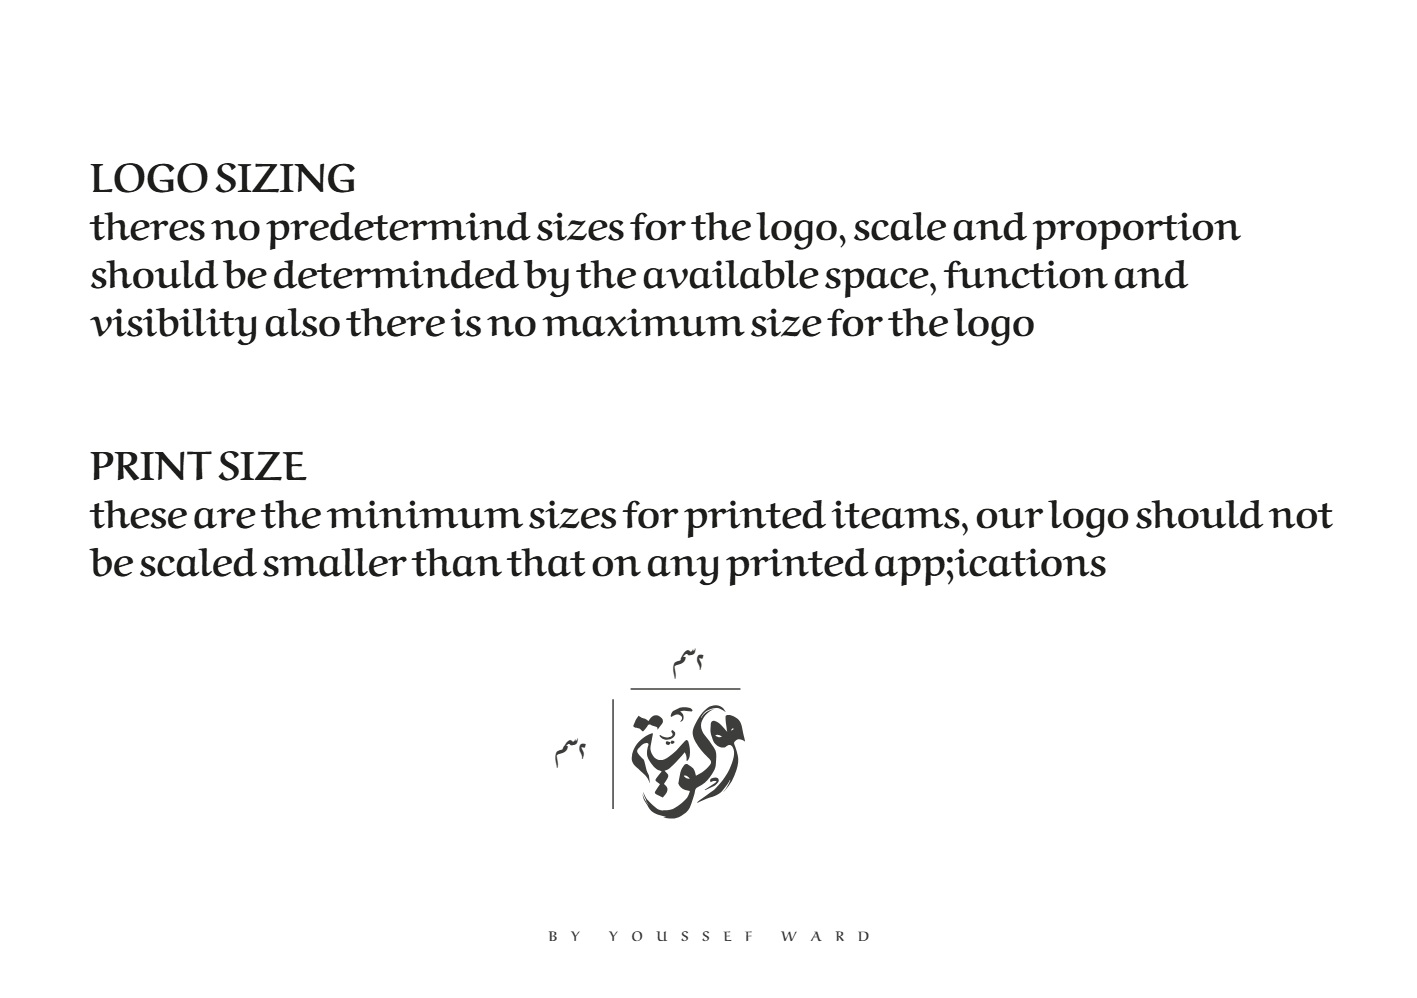 LOGO SIZING
theres no predetermind sizes for the logo, scale and proportion
should be determinded by the available space, function and
visibility also there is no maximum size for the logo
PRINT SIZE
these are the minimum sizes for printed iteams, our logo should not
be scaled smaller than that on any printed app;ications
٢سم
٢سم
BY YOUSSEF WARD